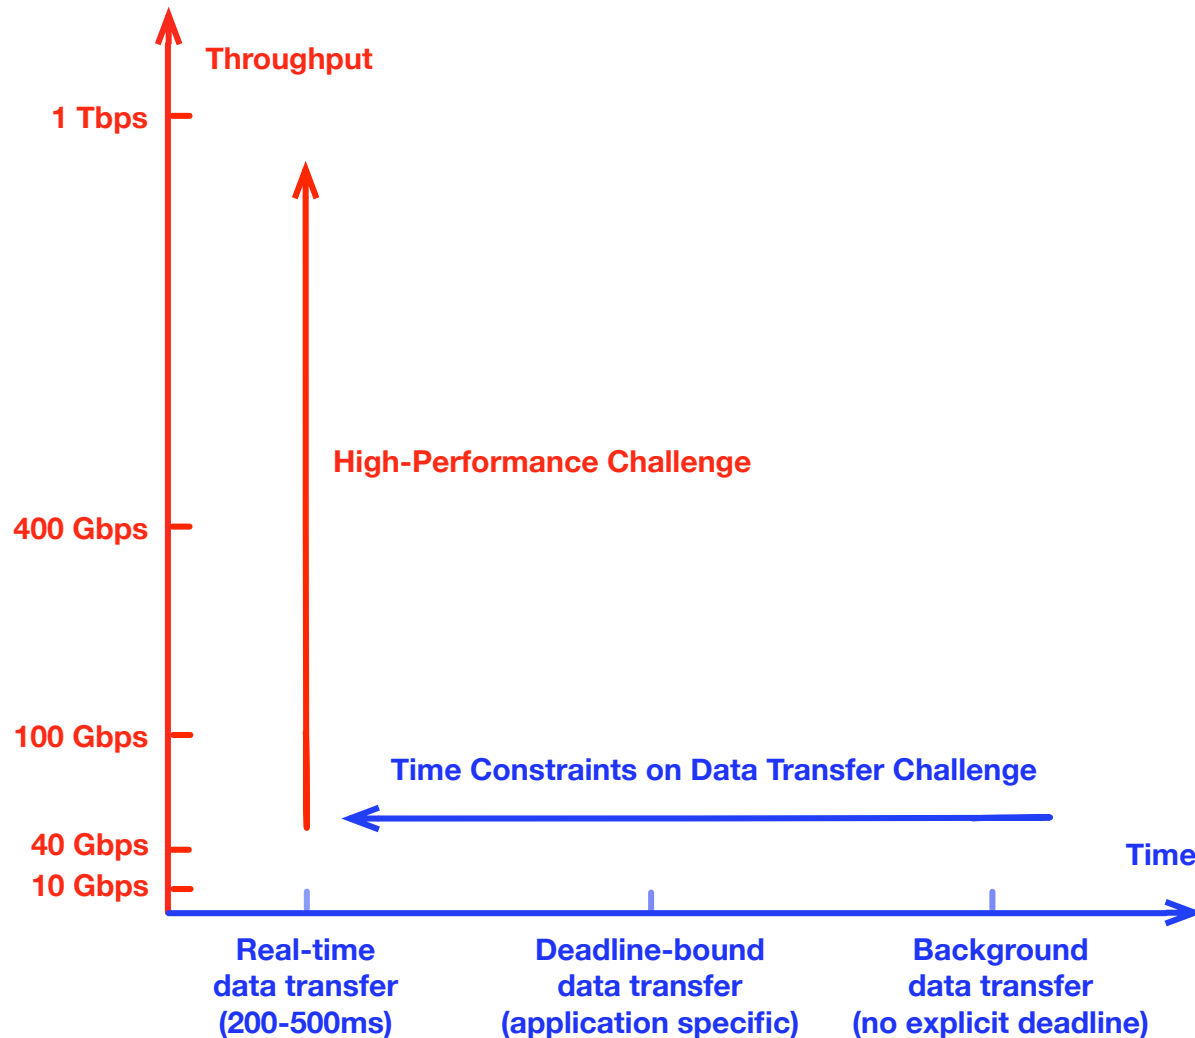 Throughput
1 Tbps
High-Performance Challenge
400 Gbps
100 Gbps
Time Constraints on Data Transfer Challenge
40 Gbps
Time
10 Gbps
Real-time
data transfer
(200-500ms)
Deadline-bound
data transfer
(application specific)
Background
data transfer
(no explicit deadline)